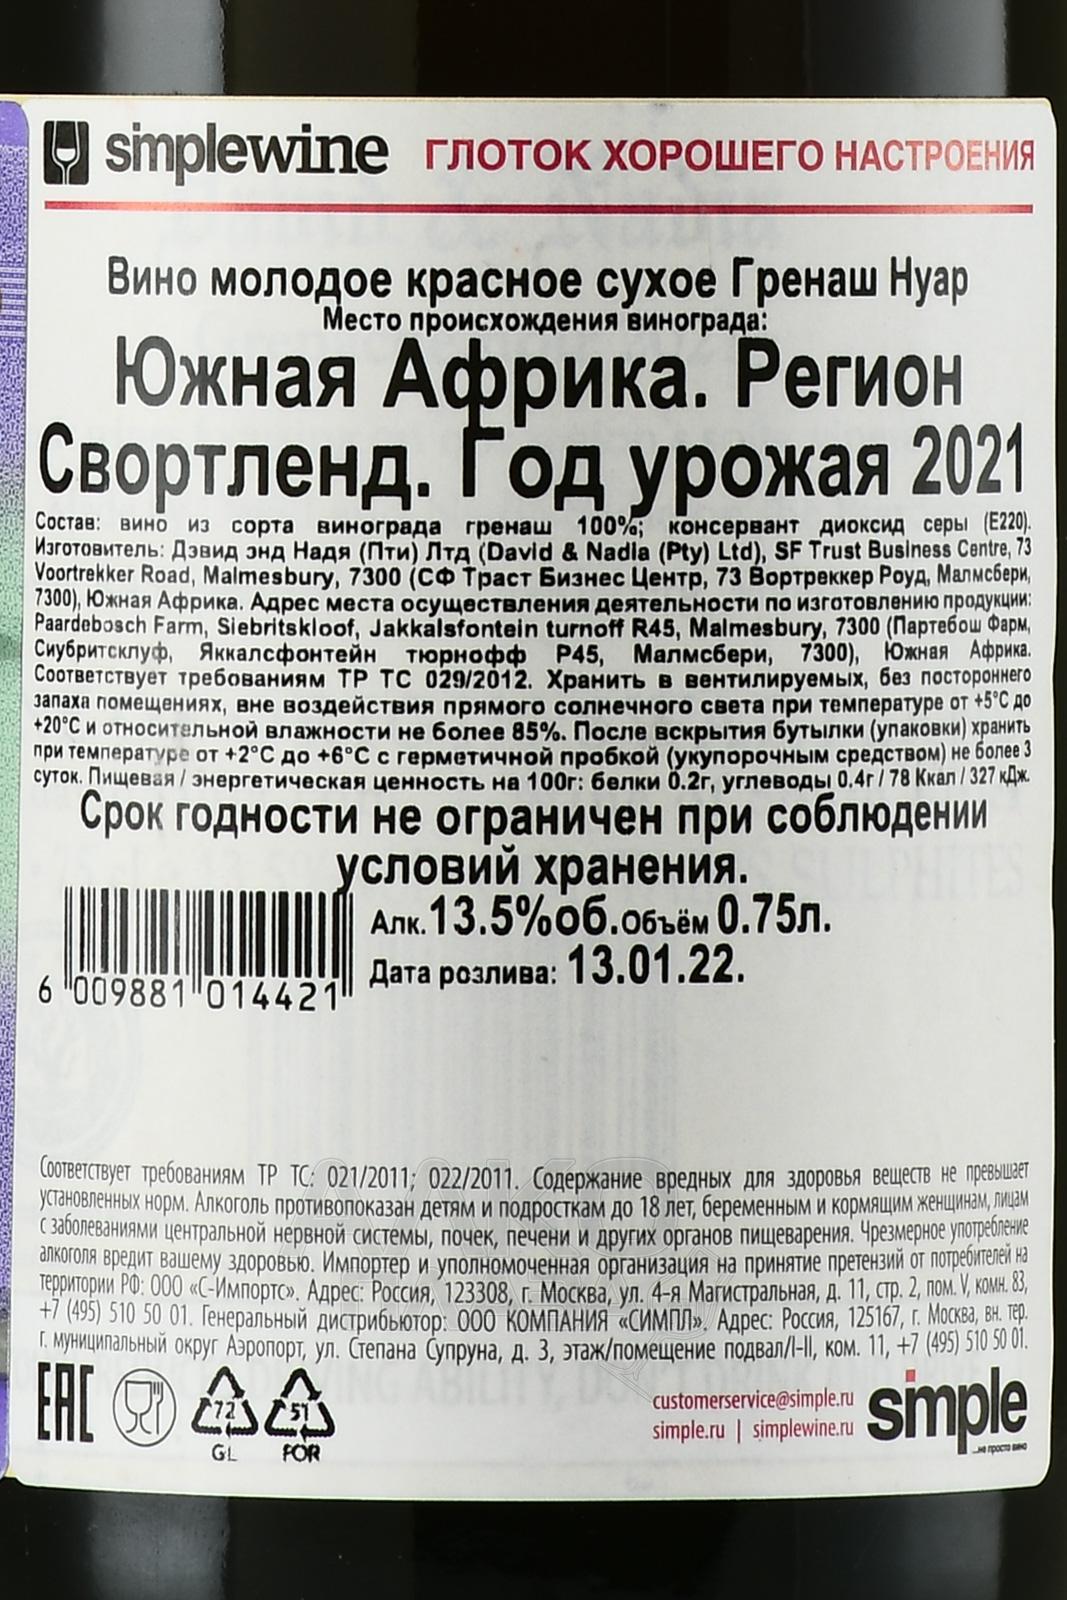 simplewine ГЛОТОК ХОРОШЕГО НАСТРОЕНИЯ
Вино молодое красное сухое Гренаш Нуар
Место происхождения винограда:
Южная Африка. Регион
Свортленд. Год урожая 2021
Состав: вино из сорта винограда гренаш 100%; консервант диоксид серы (Е220).
Изготовитель: Дэвид энд Надя (Пти) Лтд (David & Nadia (Pty) Ltd), SF Trust Business Centre, 73
Voortrekker Road, Malmesbury, 7300 (СФ Траст Бизнес Центр, 73 Вортреккер Роуд, Малмсбери,
7300), Южная Африка. Адрес места осуществления деятельности по изготовлению продукции:
Paardebosch Farm, Siebritskloof, Jakkalsfontein turnoff R45, Malmesbury, 7300 (Партебош Фарм,
Сиубритсклуф, Яккалсфонтейн тюрнофф Р45, Малмсбери, 7300), Южная Африка.
Соответствует требованиям ТР ТС 029/2012. Хранить в вентилируемых, без постороннего
запаха помещениях, вне воздействия прямого солнечного света при температуре от +5°С до
+20°С и относительной влажности не более 85%. После вскрытия бутылки (упаковки) хранить
при температуре от +2°С до +6°С с герметичной пробкой (укупорочным средством) не более 3
суток. Пищевая / энергетическая ценность на 100г: белки 0.2г, углеводы 0.4г / 78 Ккал / 327 кДж.
Срок годности не ограничен при соблюдении
условий хранения.
Алк. 13.5%об. Объём 0.75л.
Дата розлива: 13.01.22.
6 009881 014421
Соответствует требованиям ТР ТС: 021/2011; 022/2011. Содержание вредных для здоровья веществ не превышает
установленных норм. Алкоголь противопоказан детям и подросткам до 18 лет, беременным и кормящим женщинам, лицам
с заболеваниями центральной нервной системы, почек, печени и других органов пищеварения. Чрезмерное употребление
алкоголя вредит вашему здоровью. Импортер и уполномоченная организация на принятие претензий от потребителей на
территории РФ: ООО «С-Импортс». Адрес: Россия, 123308, г. Москва, ул. 4-я Магистральная, д. 11, стр. 2, пом. V, комн. 83,
+7 (495) 510 50 01. Генеральный дистрибьютор: ООО КОМПАНИЯ «СИМПЛ». Адрес: Россия, 125167, г. Москва, вн. тер.
г. муниципальный округ Аэропорт, ул. Степана Супруна, д. 3, этаж/помещение подвал/I-II, ком. 11, +7 (495) 510 50 01.
EAC 72 GL 51 FOR
customerservice@simple.ru
simple.ru | simplewine.ru
simple
...не просто вино